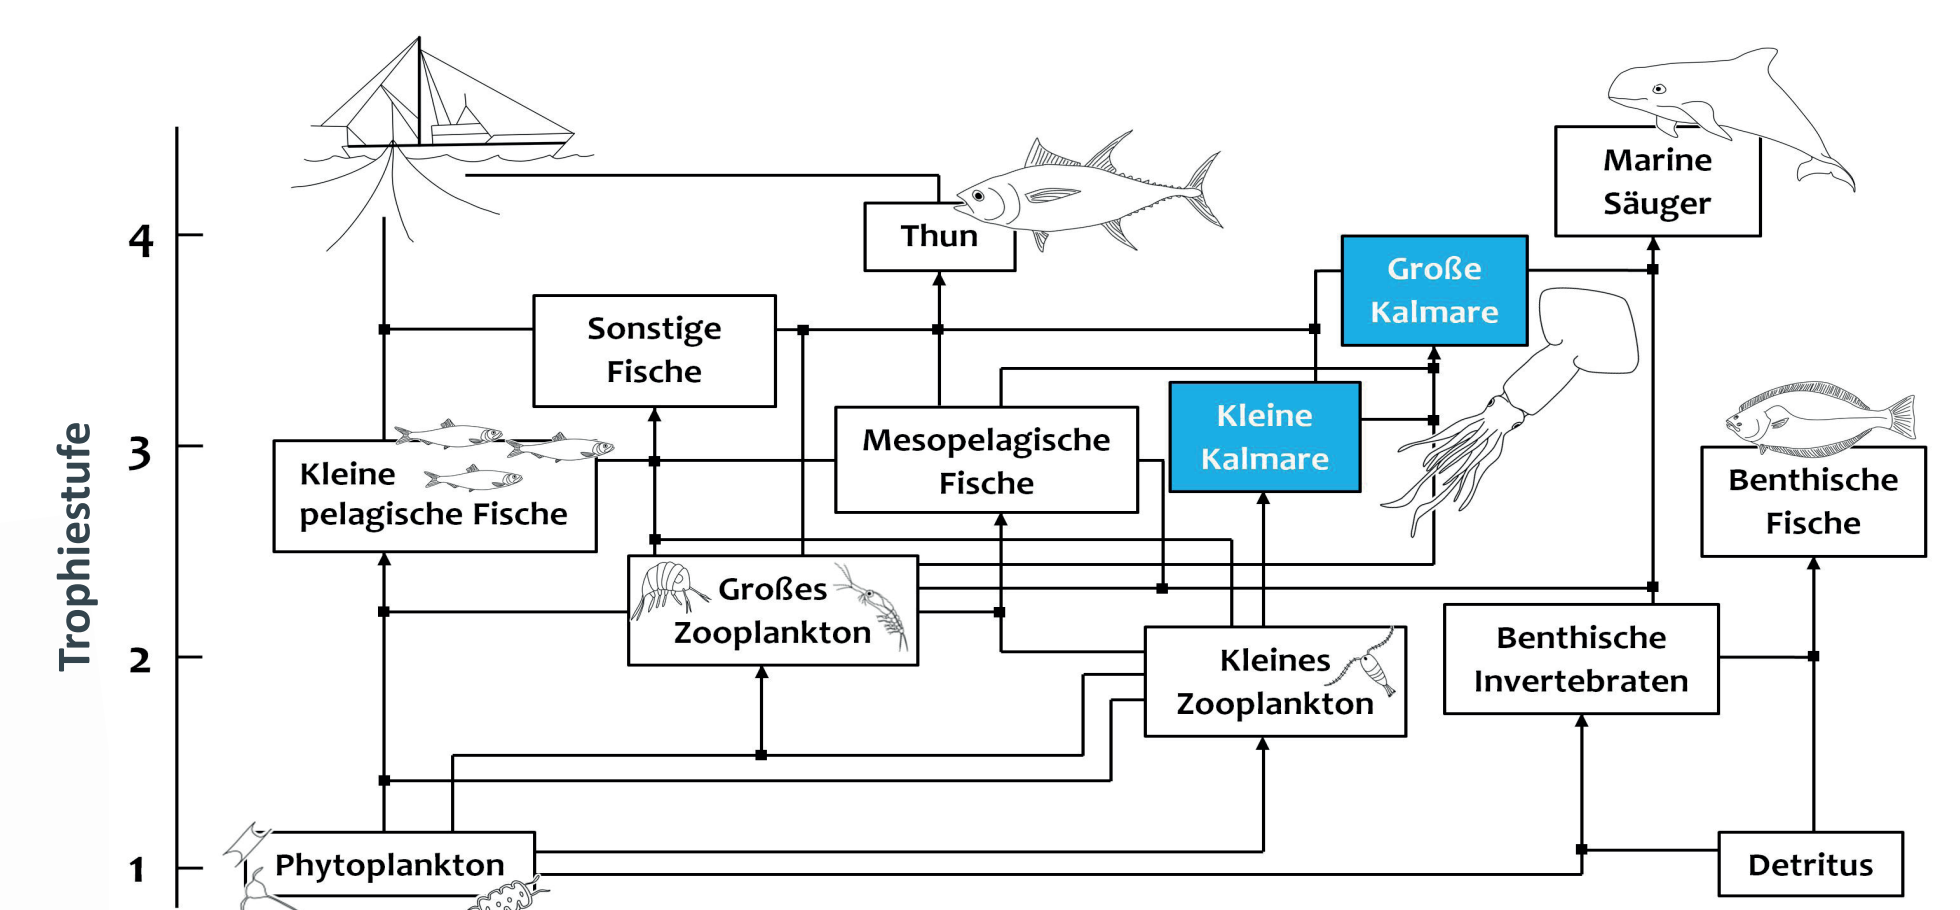 Trophiestufe
4
3
2
1
Marine
Säuger
Thun
Große
Kalmare
Sonstige
Fische
Kleine
Kalmare
Mesopelagische
Fische
Kleine
pelagische Fische
Benthische
Fische
Großes
Zooplankton
Kleines
Zooplankton
Benthische
Invertebraten
Phytoplankton
Detritus